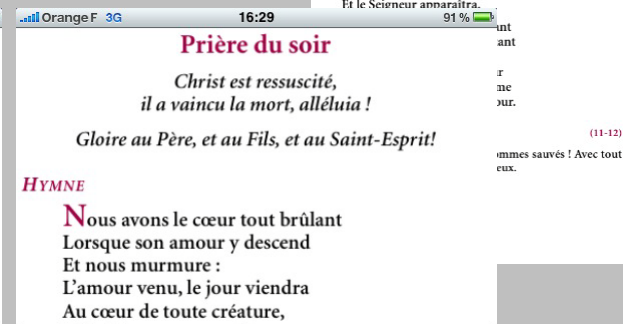 Orange F 3G 16:29 91 %
Prière du soir
Christ est ressuscité,
il a vaincu la mort, alléluia !
Gloire au Père, et au Fils, et au Saint-Esprit!
HYMNE
Nous avons le cœur tout brûlant
Lorsque son amour y descend
Et nous murmure :
L'amour venu, le jour viendra
Au cœur de toute créature,
Et le Seigneur apparaîtra.
(11-12)
sauvés ! Avec tout